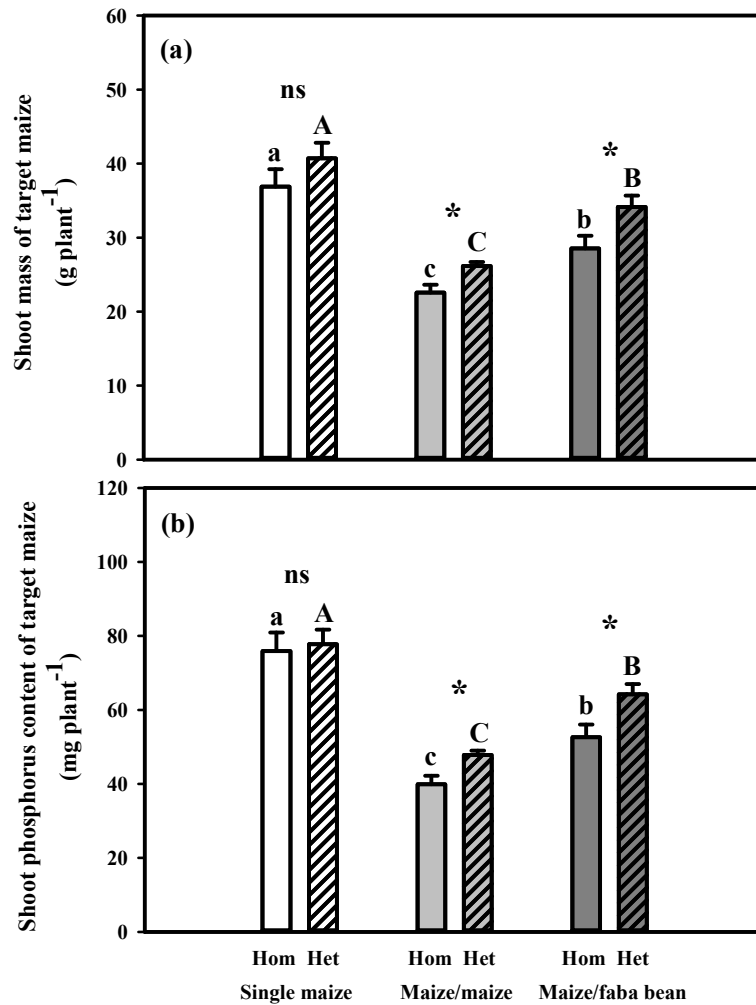 60
50
40
30
20
10
0
Shoot mass of target maize
(g plant-1)
(a)
ns
a
A
*
c
C
*
b
B
120
100
80
60
40
20
0
Shoot phosphorus content of target maize
(mg plant-1)
(b)
ns
a
A
*
c
C
*
b
B
Hom Het Hom Het Hom Het
Single maize Maize/maize Maize/faba bean